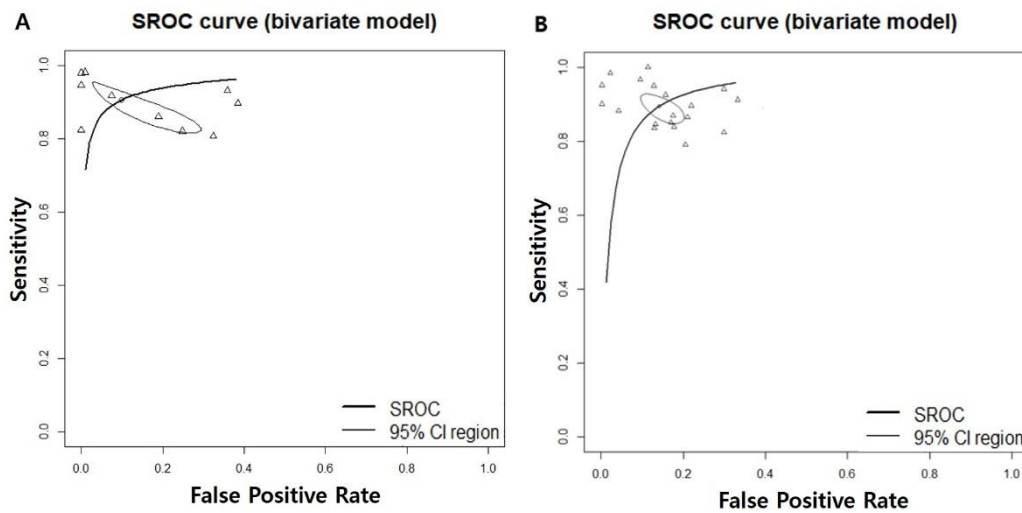 A
SROC curve (bivariate model)
1.0
0.8
0.6
0.4
0.2
0.0
Sensitivity
SROC
95% CI region
0.0 0.2 0.4 0.6 0.8 1.0
False Positive Rate
B
SROC curve (bivariate model)
1.0
0.8
0.6
0.4
0.2
0.0
Sensitivity
SROC
95% CI region
0.0 0.2 0.4 0.6 0.8 1.0
False Positive Rate